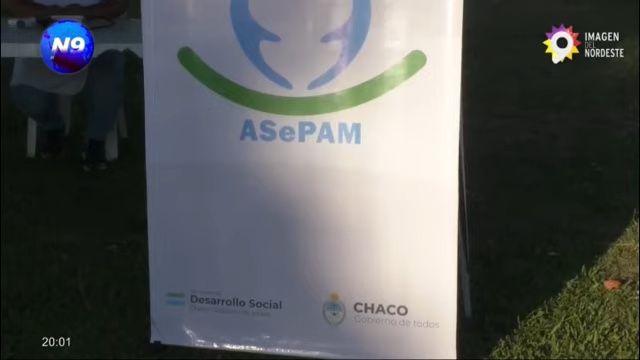 N9
IMAGEN
DEL
NORDESTE
ASePAM
Desarrollo Social
CHACO
Gobierno de todos
20:01